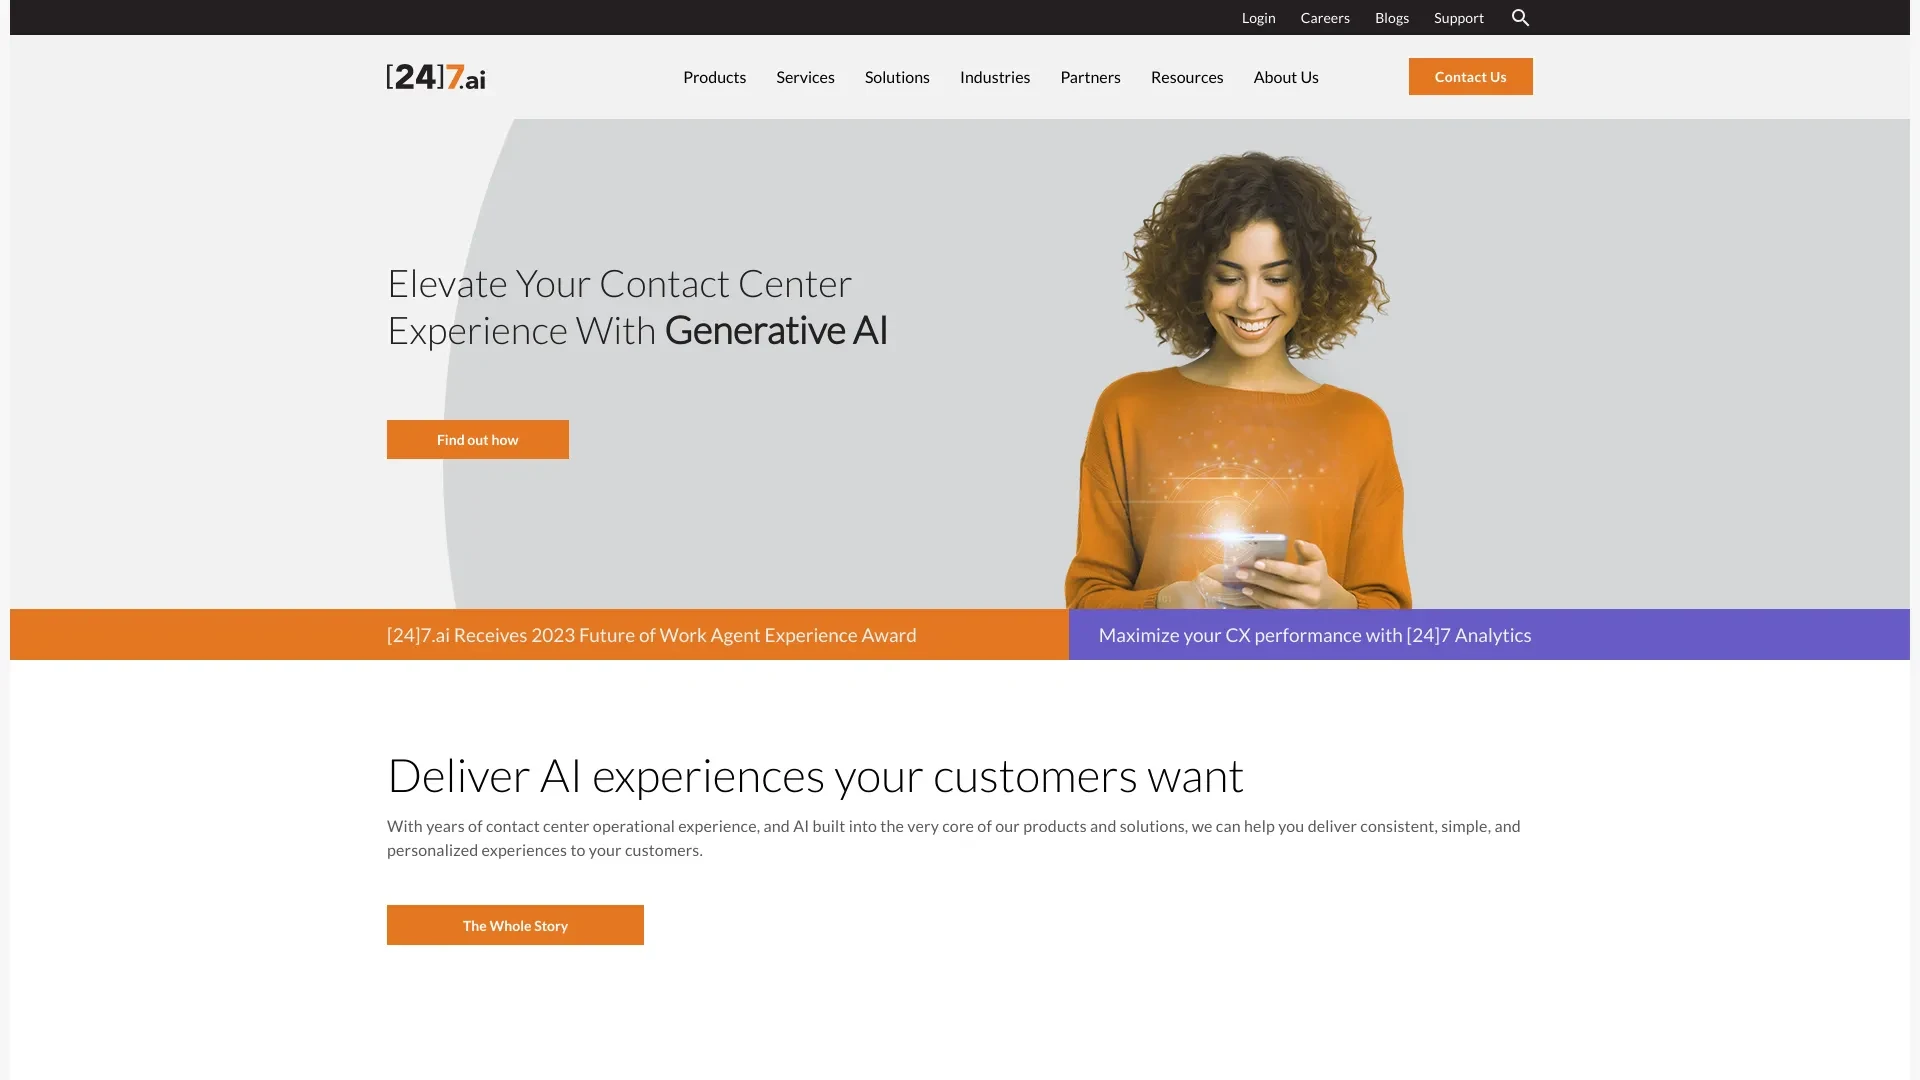 Login Careers Blogs Support
[24]7.ai
Products Services Solutions Industries Partners Resources About Us
Contact Us
Elevate Your Contact Center
Experience With Generative AI
Find out how
[24]7.ai Receives 2023 Future of Work Agent Experience Award
Maximize your CX performance with [24]7 Analytics
Deliver AI experiences your customers want
With years of contact center operational experience, and AI built into the very core of our products and solutions, we can help you deliver consistent, simple, and
personalized experiences to your customers.
The Whole Story